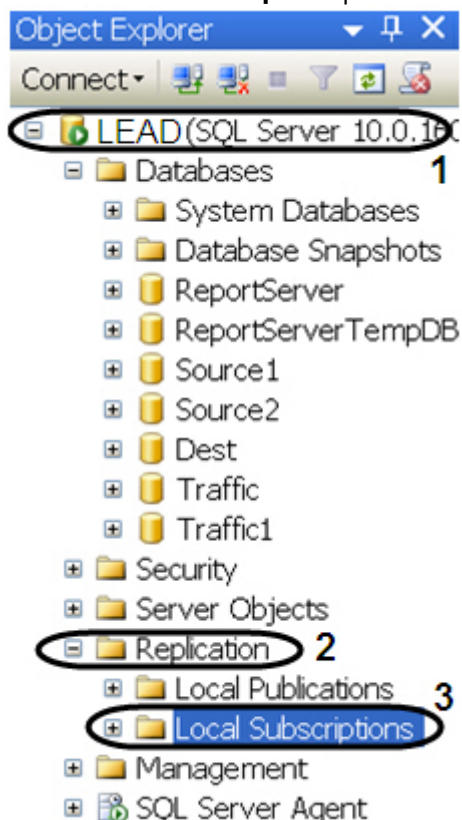 Object Explorer
Connect
LEAD (SQL Server 10.0.160
1
Databases
System Databases
Database Snapshots
ReportServer
ReportServerTempDB
Source1
Source2
Dest
Traffic
Traffic1
Security
Server Objects
Replication 2
Local Publications
3
Local Subscriptions
Management
SQL Server Agent